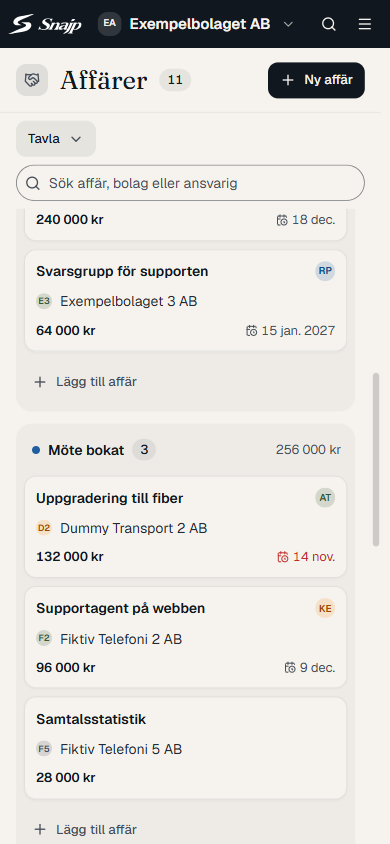 Snajp
EA Exempelbolaget AB
Affärer 11
Ny affär
Tavla
Sök affär, bolag eller ansvarig
240 000 kr 18 dec.
Svarsgrupp för supporten RP
E3 Exempelbolaget 3 AB
64 000 kr 15 jan. 2027
Lägg till affär
Möte bokat 3 256 000 kr
Uppgradering till fiber AT
D2 Dummy Transport 2 AB
132 000 kr 14 nov.
Supportagent på webben KE
F2 Fiktiv Telefoni 2 AB
96 000 kr 9 dec.
Samtalsstatistik
F5 Fiktiv Telefoni 5 AB
28 000 kr
Lägg till affär